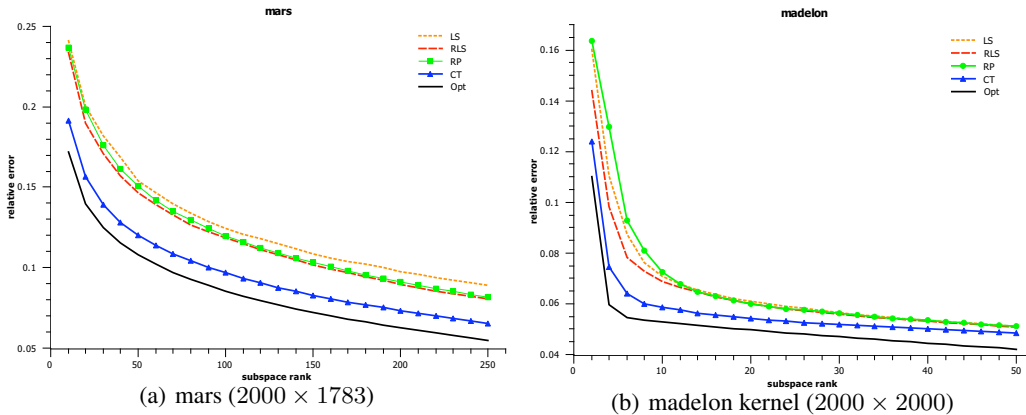 mars
0.25
0.2
0.15
0.1
0.05
relative error
LS
RLS
RP
CT
Opt
0
50
100
150
200
250
subspace rank
(a) mars (2000 × 1783)
madelon
0.16
0.14
0.12
0.1
0.08
0.06
0.04
relative error
LS
RLS
RP
CT
Opt
0
10
20
30
40
50
subspace rank
(b) madelon kernel (2000 × 2000)